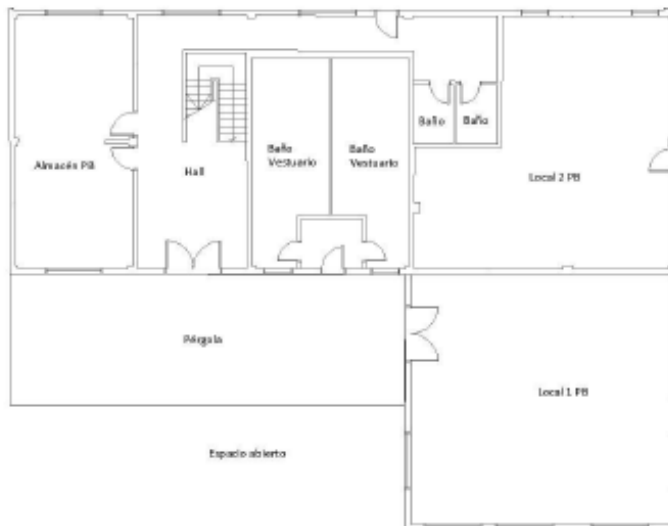 Baño
Baño
Baño
Vestuario
Baño
Vestuario
Almacén PB
Hall
Local 2 PB
Pérgola
Local 1 PB
Espacio abierto